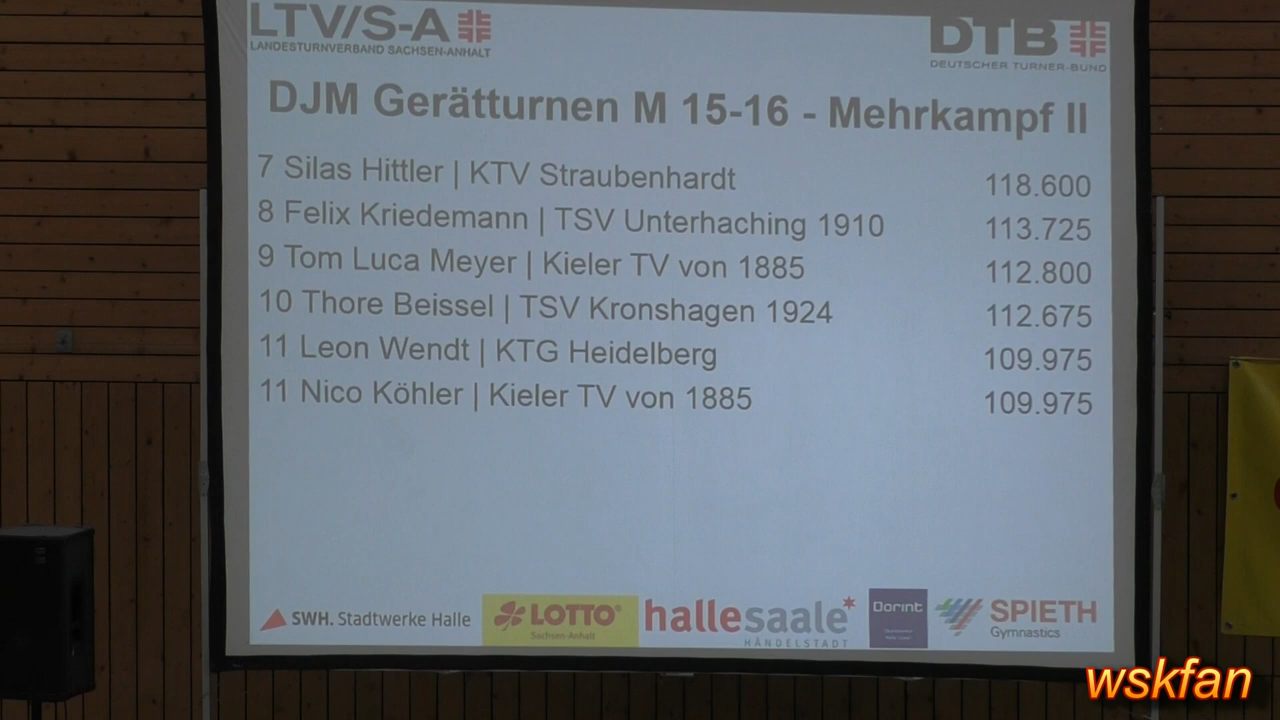 LTV/S-A
LANDESTURNVERBAND SACHSEN-ANHALT
DTB
DEUTSCHER TURNER-BUND
DJM Gerätturnen M 15-16 - Mehrkampf II
7 Silas Hittler | KTV Straubenhardt 118.600
8 Felix Kriedemann | TSV Unterhaching 1910 113.725
9 Tom Luca Meyer | Kieler TV von 1885 112.800
10 Thore Beissel | TSV Kronshagen 1924 112.675
11 Leon Wendt | KTG Heidelberg 109.975
11 Nico Köhler | Kieler TV von 1885 109.975
SWH. Stadtwerke Halle
LOTTO®
Sachsen-Anhalt
hallesaale*
HÄNDELSTADT
Dorint
SPIETH
Gymnastics
wskfan